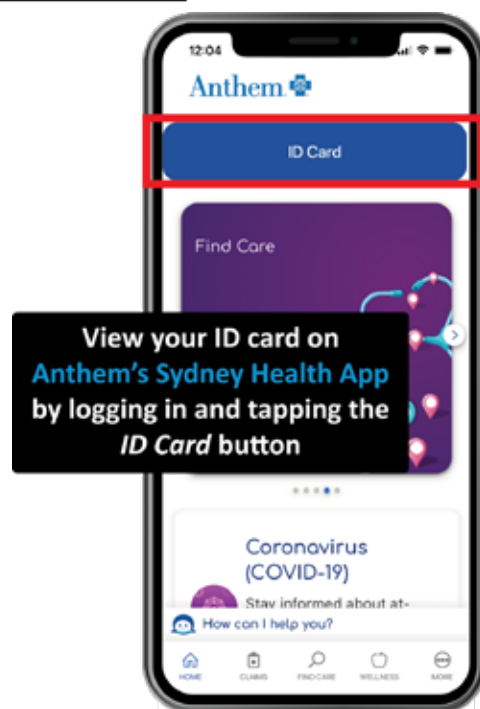 12:04
Anthem
ID Card
Find Care
View your ID card on
Anthem's Sydney Health App
by logging in and tapping the
ID Card button
Coronavirus
(COVID-19)
Stay informed about at-
How can I help you?
HOME CLAIMS FIND CARE WELLNESS MORE